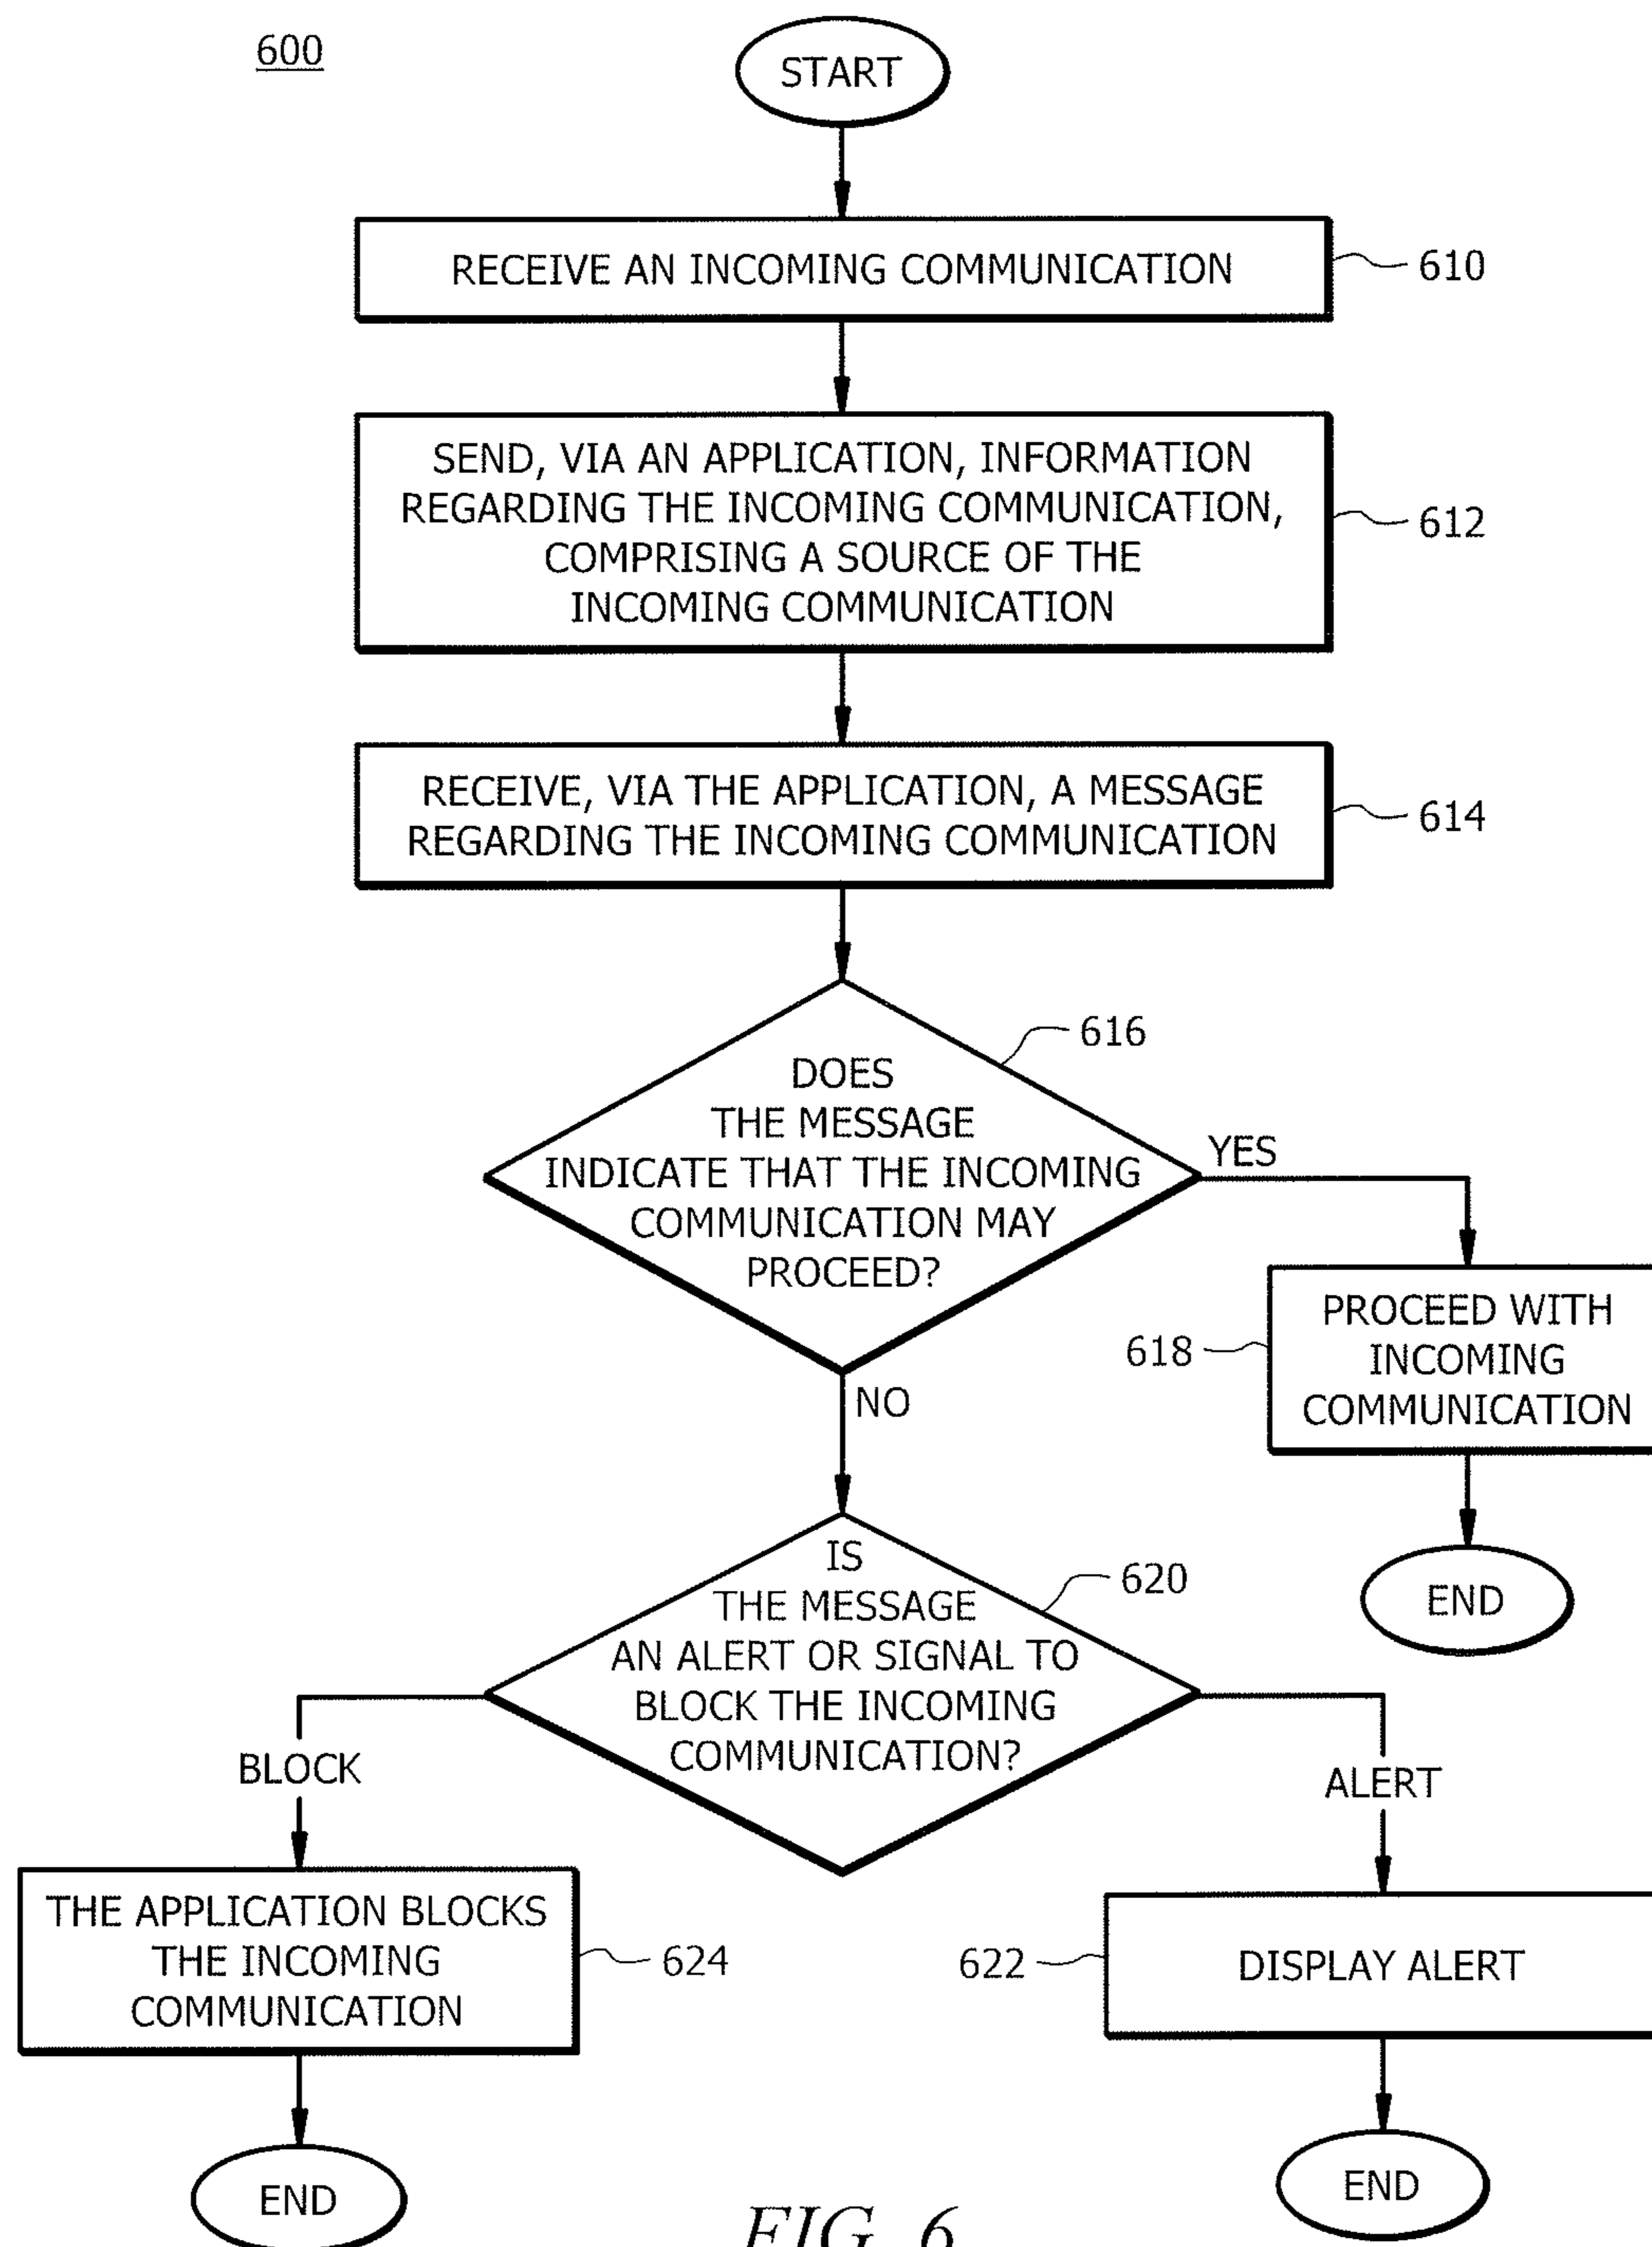 600
START
RECEIVE AN INCOMING COMMUNICATION
610
SEND, VIA AN APPLICATION, INFORMATION
REGARDING THE INCOMING COMMUNICATION,
COMPRISING A SOURCE OF THE
INCOMING COMMUNICATION
612
RECEIVE, VIA THE APPLICATION, A MESSAGE
REGARDING THE INCOMING COMMUNICATION
614
616
DOES
THE MESSAGE
INDICATE THAT THE INCOMING
COMMUNICATION MAY
PROCEED?
YES
618
PROCEED WITH
INCOMING
COMMUNICATION
END
NO
620
IS
THE MESSAGE
AN ALERT OR SIGNAL TO
BLOCK THE INCOMING
COMMUNICATION?
BLOCK
ALERT
THE APPLICATION BLOCKS
THE INCOMING
COMMUNICATION
624
622
DISPLAY ALERT
END
END
FIG. 6